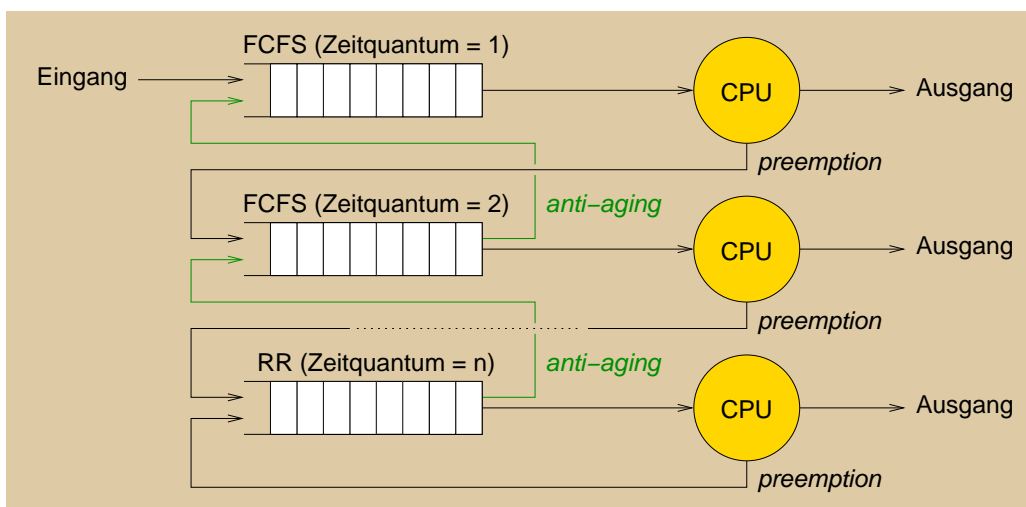 FCFS (Zeitquantum = 1)
Eingang
CPU
Ausgang
preemption
FCFS (Zeitquantum = 2)
anti−aging
CPU
Ausgang
preemption
RR (Zeitquantum = n)
anti−aging
CPU
Ausgang
preemption